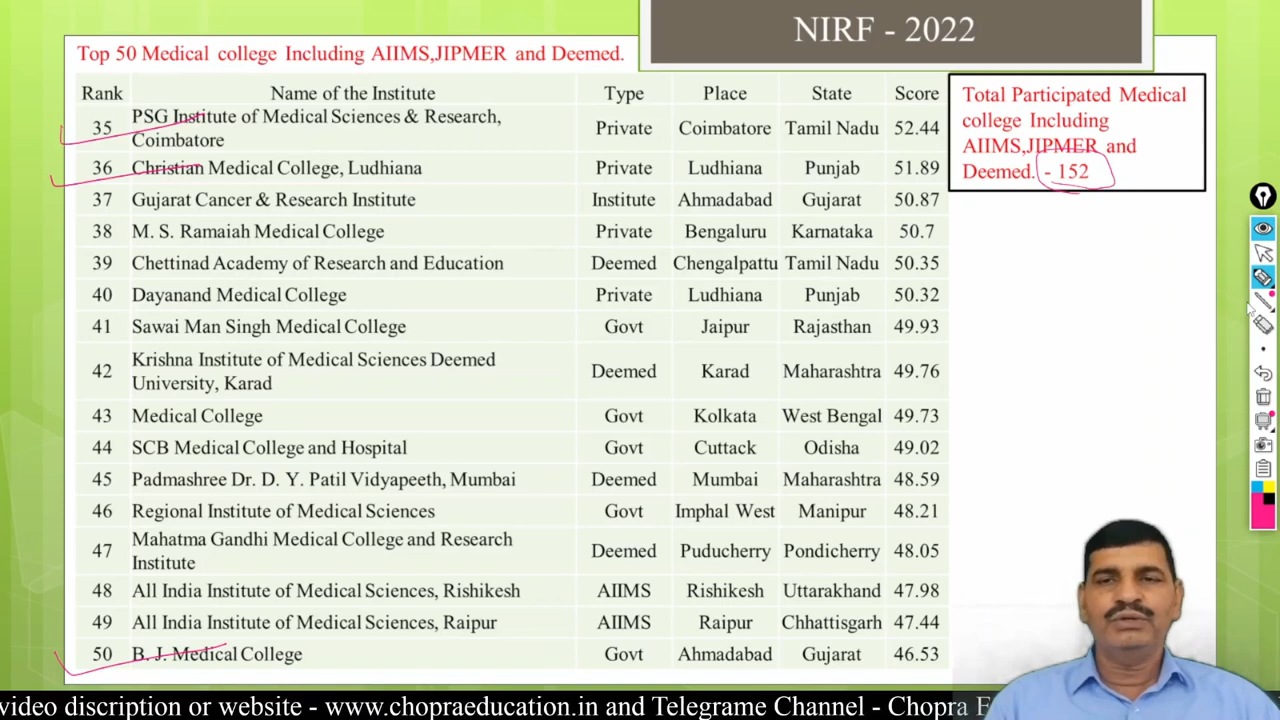 NIRF - 2022
Top 50 Medical college Including AIIMS,JIPMER and Deemed.
Rank Name of the Institute Type Place State Score
35 PSG Institute of Medical Sciences & Research, Coimbatore Private Coimbatore Tamil Nadu 52.44
36 Christian Medical College, Ludhiana Private Ludhiana Punjab 51.89
37 Gujarat Cancer & Research Institute Institute Ahmadabad Gujarat 50.87
38 M. S. Ramaiah Medical College Private Bengaluru Karnataka 50.7
39 Chettinad Academy of Research and Education Deemed Chengalpattu Tamil Nadu 50.35
40 Dayanand Medical College Private Ludhiana Punjab 50.32
41 Sawai Man Singh Medical College Govt Jaipur Rajasthan 49.93
42 Krishna Institute of Medical Sciences Deemed University, Karad Deemed Karad Maharashtra 49.76
43 Medical College Govt Kolkata West Bengal 49.73
44 SCB Medical College and Hospital Govt Cuttack Odisha 49.02
45 Padmashree Dr. D. Y. Patil Vidyapeeth, Mumbai Deemed Mumbai Maharashtra 48.59
46 Regional Institute of Medical Sciences Govt Imphal West Manipur 48.21
47 Mahatma Gandhi Medical College and Research Institute Deemed Puducherry Pondicherry 48.05
48 All India Institute of Medical Sciences, Rishikesh AIIMS Rishikesh Uttarakhand 47.98
49 All India Institute of Medical Sciences, Raipur AIIMS Raipur Chhattisgarh 47.44
50 B. J. Medical College Govt Ahmadabad Gujarat 46.53
Total Participated Medical
college Including
AIIMS,JIPMER and
Deemed. - 152
video discription or website - www.chopraeducation.in and Telegrame Channel - Chopra